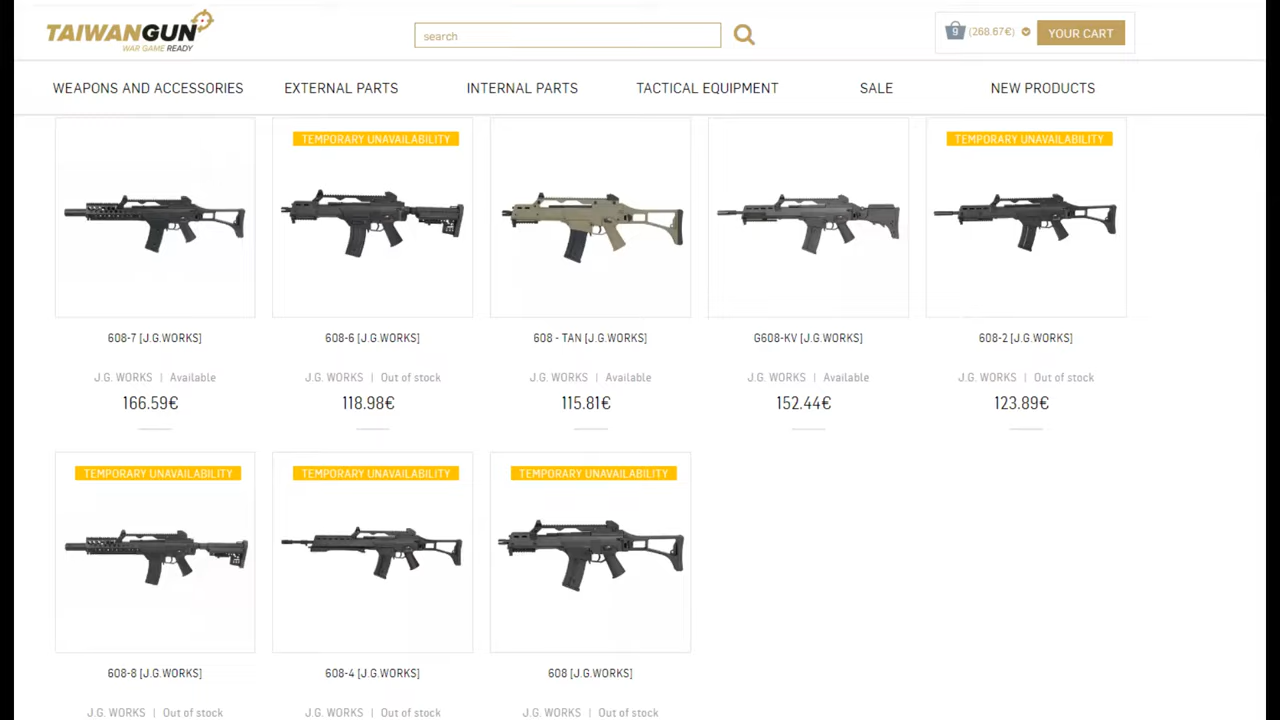 TAIWANGUN
WAR GAME READY
search
9 (268.67€)
YOUR CART
WEAPONS AND ACCESSORIES
EXTERNAL PARTS
INTERNAL PARTS
TACTICAL EQUIPMENT
SALE
NEW PRODUCTS
TEMPORARY UNAVAILABILITY
TEMPORARY UNAVAILABILITY
608-7 [J.G.WORKS]
608-6 [J.G.WORKS]
608 - TAN [J.G.WORKS]
G608-KV [J.G.WORKS]
608-2 [J.G.WORKS]
J.G. WORKS | Available
J.G. WORKS | Out of stock
J.G. WORKS | Available
J.G. WORKS | Available
J.G. WORKS | Out of stock
166.59€
118.98€
115.81€
152.44€
123.89€
TEMPORARY UNAVAILABILITY
TEMPORARY UNAVAILABILITY
TEMPORARY UNAVAILABILITY
608-8 [J.G.WORKS]
608-4 [J.G.WORKS]
608 [J.G.WORKS]
J.G. WORKS | Out of stock
J.G. WORKS | Out of stock
J.G. WORKS | Out of stock